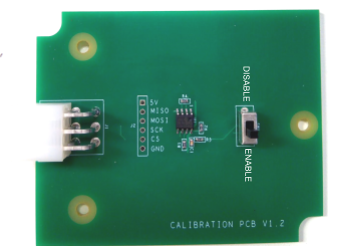 DISABLE
5V
MISO
MOSI
SCK
CS
GND
ENABLE
CALIBRATION PCB V1.2